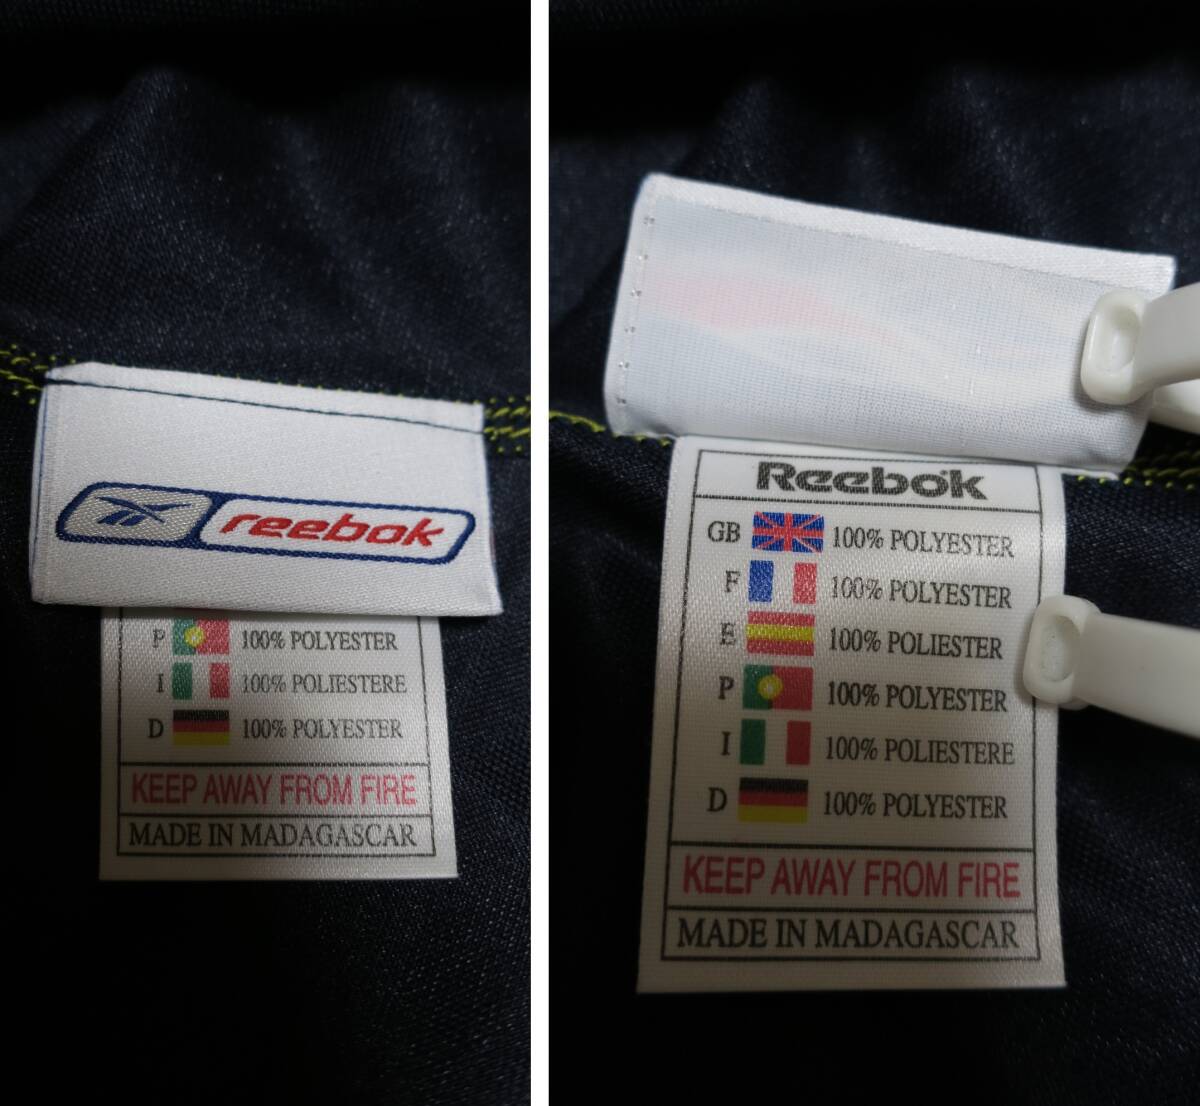 reebok
P 100% POLYESTER
I 100% POLIESTERE
D 100% POLYESTER
KEEP AWAY FROM FIRE
MADE IN MADAGASCAR
Reebok
GB 100% POLYESTER
F 100% POLYESTER
E 100% POLIESTER
P 100% POLYESTER
I 100% POLIESTERE
D 100% POLYESTER
KEEP AWAY FROM FIRE
MADE IN MADAGASCAR